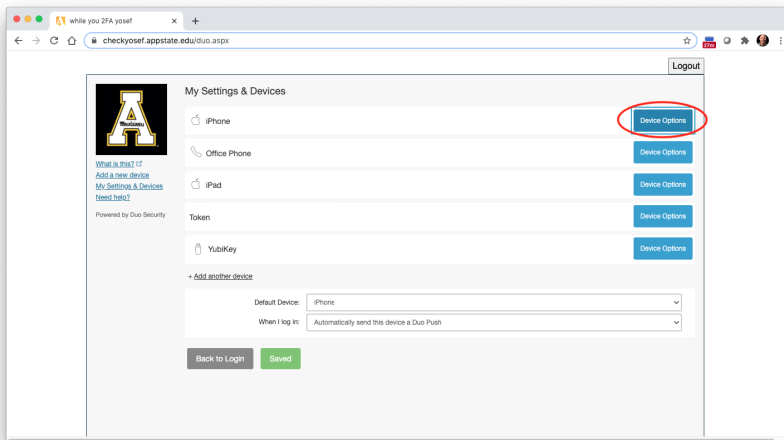 while you 2FA yosef
checkyosef.appstate.edu/duo.aspx
27m
Logout
Mountaineers
What is this?
Add a new device
My Settings & Devices
Need help?
Powered by Duo Security
My Settings & Devices
iPhone Device Options
Office Phone Device Options
iPad Device Options
Token Device Options
YubiKey Device Options
+ Add another device
Default Device: iPhone
When I log in: Automatically send this device a Duo Push
Back to Login Saved